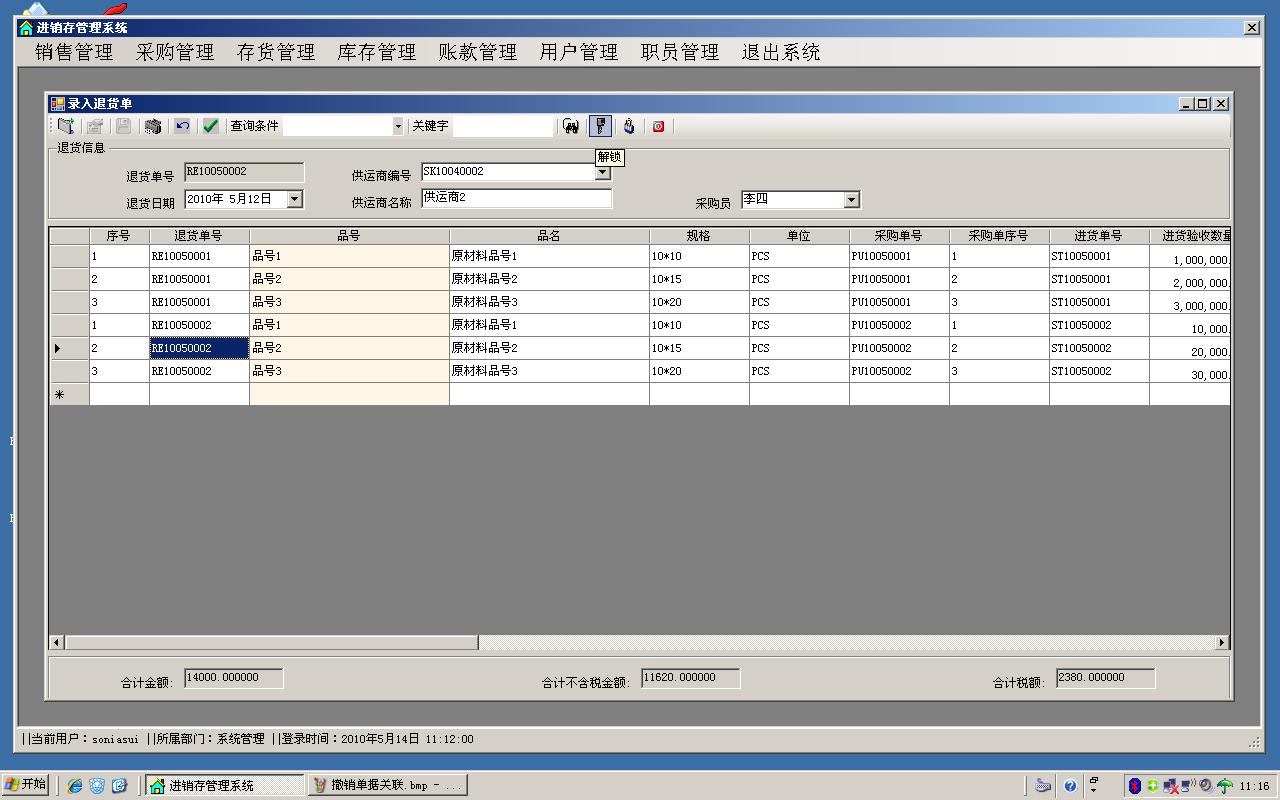 进销存管理系统
销售管理 采购管理 存货管理 库存管理 账款管理 用户管理 职员管理 退出系统
录入退货单
查询条件 关键字
解锁
退货信息
退货单号 RE10050002 供运商编号 SK10040002
退货日期 2010年 5月12日 供运商名称 供运商2 采购员 李四
序号 退货单号 品号 品名 规格 单位 采购单号 采购单序号 进货单号 进货验收数量
1 RE10050001 品号1 原材料品号1 10*10 PCS PU10050001 1 ST10050001 1,000,000.
2 RE10050001 品号2 原材料品号2 10*15 PCS PU10050001 2 ST10050001 2,000,000.
3 RE10050001 品号3 原材料品号3 10*20 PCS PU10050001 3 ST10050001 3,000,000.
1 RE10050002 品号1 原材料品号1 10*10 PCS PU10050002 1 ST10050002 10,000.
2 RE10050002 品号2 原材料品号2 10*15 PCS PU10050002 2 ST10050002 20,000.
3 RE10050002 品号3 原材料品号3 10*20 PCS PU10050002 3 ST10050002 30,000.
合计金额: 14000.000000 合计不含税金额: 11620.000000 合计税额: 2380.000000
||当前用户：soniasui ||所属部门：系统管理 ||登录时间：2010年5月14日 11:12:00
开始 进销存管理系统 撤销单据关联.bmp - ... 11:16